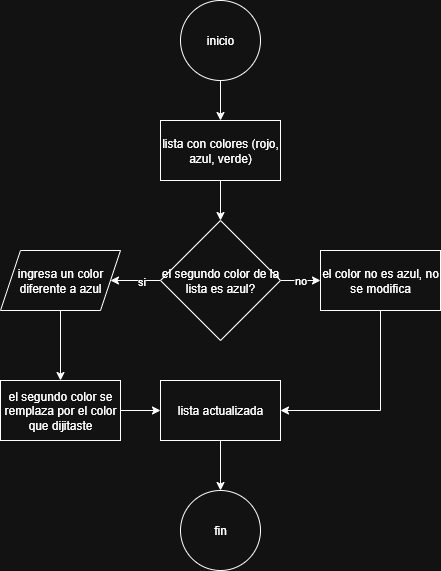 inicio
lista con colores (rojo,
azul, verde)
el segundo color de la
lista es azul?
si
no
ingresa un color
diferente a azul
el color no es azul, no
se modifica
el segundo color se
remplaza por el color
que dijitaste
lista actualizada
fin